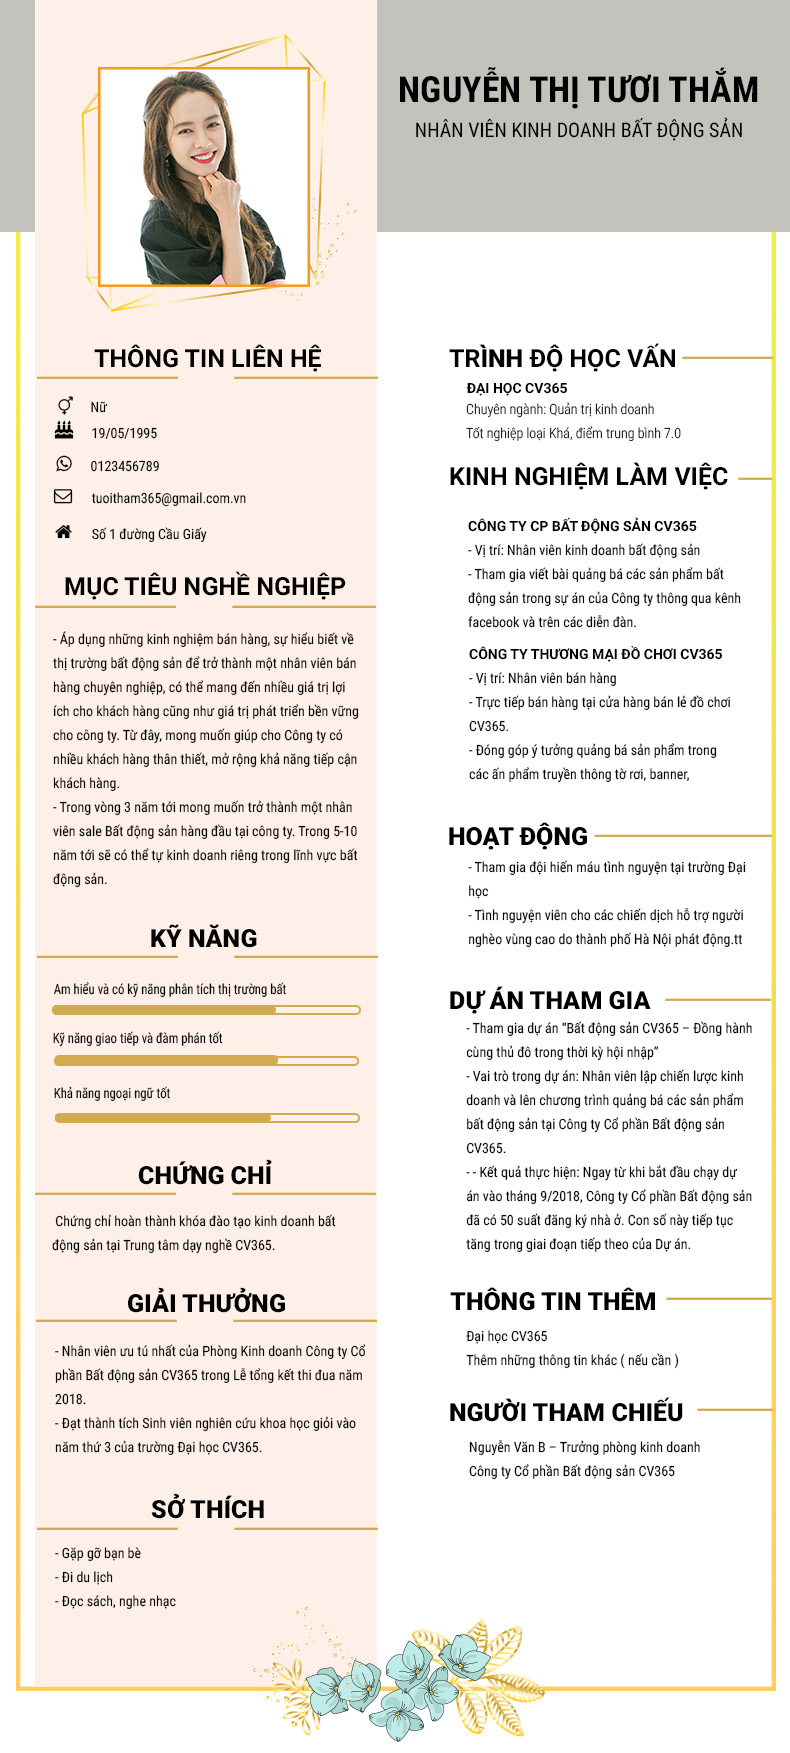 NGUYỄN THỊ TƯƠI THẮM
NHÂN VIÊN KINH DOANH BẤT ĐỘNG SẢN
THÔNG TIN LIÊN HỆ
Nữ
19/05/1995
0123456789
tuoitham365@gmail.com.vn
Số 1 đường Cầu Giấy
MỤC TIÊU NGHỀ NGHIỆP
- Áp dụng những kinh nghiệm bán hàng, sự hiểu biết về
thị trường bất động sản để trở thành một nhân viên bán
hàng chuyên nghiệp, có thể mang đến nhiều giá trị lợi
ích cho khách hàng cũng như giá trị phát triển bền vững
cho công ty. Từ đây, mong muốn giúp cho Công ty có
nhiều khách hàng thân thiết, mở rộng khả năng tiếp cận
khách hàng.
- Trong vòng 3 năm tới mong muốn trở thành một nhân
viên sale Bất động sản hàng đầu tại công ty. Trong 5-10
năm tới sẽ có thể tự kinh doanh riêng trong lĩnh vực bất
động sản.
KỸ NĂNG
Am hiểu và có kỹ năng phân tích thị trường bất
Kỹ năng giao tiếp và đàm phán tốt
Khả năng ngoại ngữ tốt
CHỨNG CHỈ
Chứng chỉ hoàn thành khóa đào tạo kinh doanh bất
động sản tại Trung tâm dạy nghề CV365.
GIẢI THƯỞNG
- Nhân viên ưu tú nhất của Phòng Kinh doanh Công ty Cổ
phần Bất động sản CV365 trong Lễ tổng kết thi đua năm
2018.
- Đạt thành tích Sinh viên nghiên cứu khoa học giỏi vào
năm thứ 3 của trường Đại học CV365.
SỞ THÍCH
- Gặp gỡ bạn bè
- Đi du lịch
- Đọc sách, nghe nhạc
TRÌNH ĐỘ HỌC VẤN
ĐẠI HỌC CV365
Chuyên ngành: Quản trị kinh doanh
Tốt nghiệp loại Khá, điểm trung bình 7.0
KINH NGHIỆM LÀM VIỆC
CÔNG TY CP BẤT ĐỘNG SẢN CV365
- Vị trí: Nhân viên kinh doanh bất động sản
- Tham gia viết bài quảng bá các sản phẩm bất
động sản trong sự án của Công ty thông qua kênh
facebook và trên các diễn đàn.
CÔNG TY THƯƠNG MẠI ĐỒ CHƠI CV365
- Vị trí: Nhân viên bán hàng
- Trực tiếp bán hàng tại cửa hàng bán lẻ đồ chơi
CV365.
- Đóng góp ý tưởng quảng bá sản phẩm trong
các ấn phẩm truyền thông tờ rơi, banner,
HOẠT ĐỘNG
- Tham gia đội hiến máu tình nguyện tại trường Đại
học
- Tình nguyện viên cho các chiến dịch hỗ trợ người
nghèo vùng cao do thành phố Hà Nội phát động.tt
DỰ ÁN THAM GIA
- Tham gia dự án “Bất động sản CV365 – Đồng hành
cùng thủ đô trong thời kỳ hội nhập”
- Vai trò trong dự án: Nhân viên lập chiến lược kinh
doanh và lên chương trình quảng bá các sản phẩm
bất động sản tại Công ty Cổ phần Bất động sản
CV365.
- - Kết quả thực hiện: Ngay từ khi bắt đầu chạy dự
án vào tháng 9/2018, Công ty Cổ phần Bất động sản
đã có 50 suất đăng ký nhà ở. Con số này tiếp tục
tăng trong giai đoạn tiếp theo của Dự án.
THÔNG TIN THÊM
Đại học CV365
Thêm những thông tin khác ( nếu cần )
NGƯỜI THAM CHIẾU
Nguyễn Văn B – Trưởng phòng kinh doanh
Công ty Cổ phần Bất động sản CV365